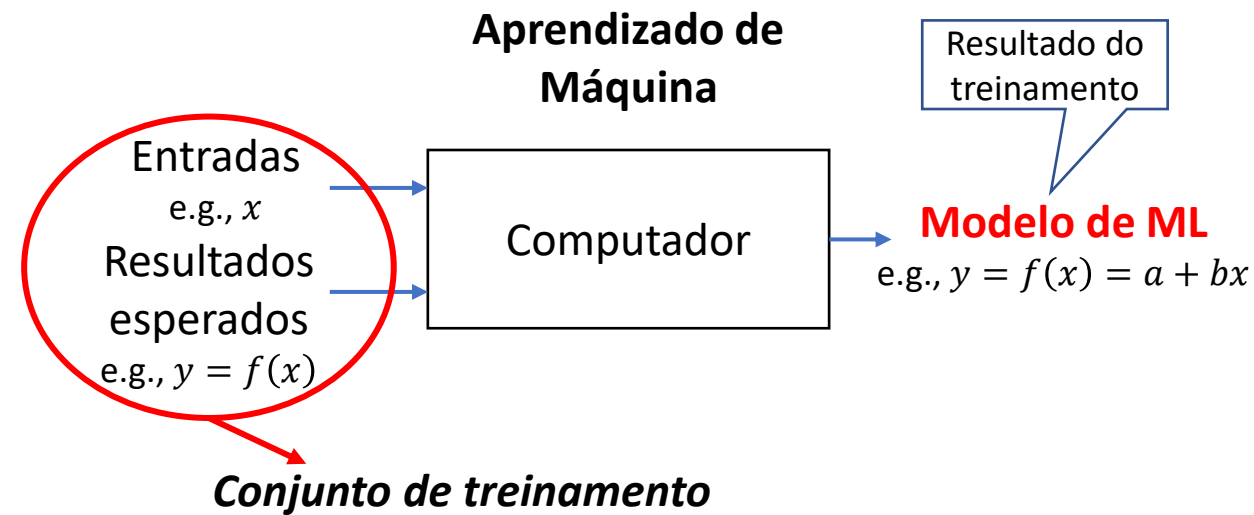 Aprendizado de
Máquina
Resultado do
treinamento
Entradas
e.g., 𝑥
Resultados
esperados
e.g., 𝑦 = 𝑓(𝑥)
Computador
Modelo de ML
e.g., 𝑦 = 𝑓(𝑥) = 𝑎 + 𝑏𝑥
Conjunto de treinamento